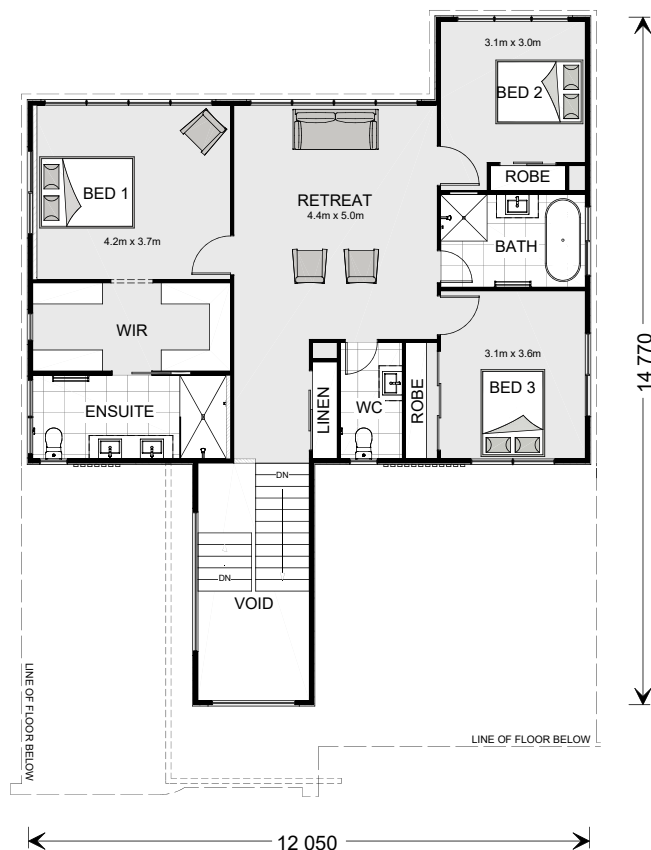 3.1m x 3.0m
BED 2
ROBE
BED 1
4.2m x 3.7m
RETREAT
4.4m x 5.0m
BATH
WIR
3.1m x 3.6m
BED 3
ENSUITE
LINEN
WC
ROBE
DN
DN
VOID
14 770
LINE OF FLOOR BELOW
LINE OF FLOOR BELOW
12 050